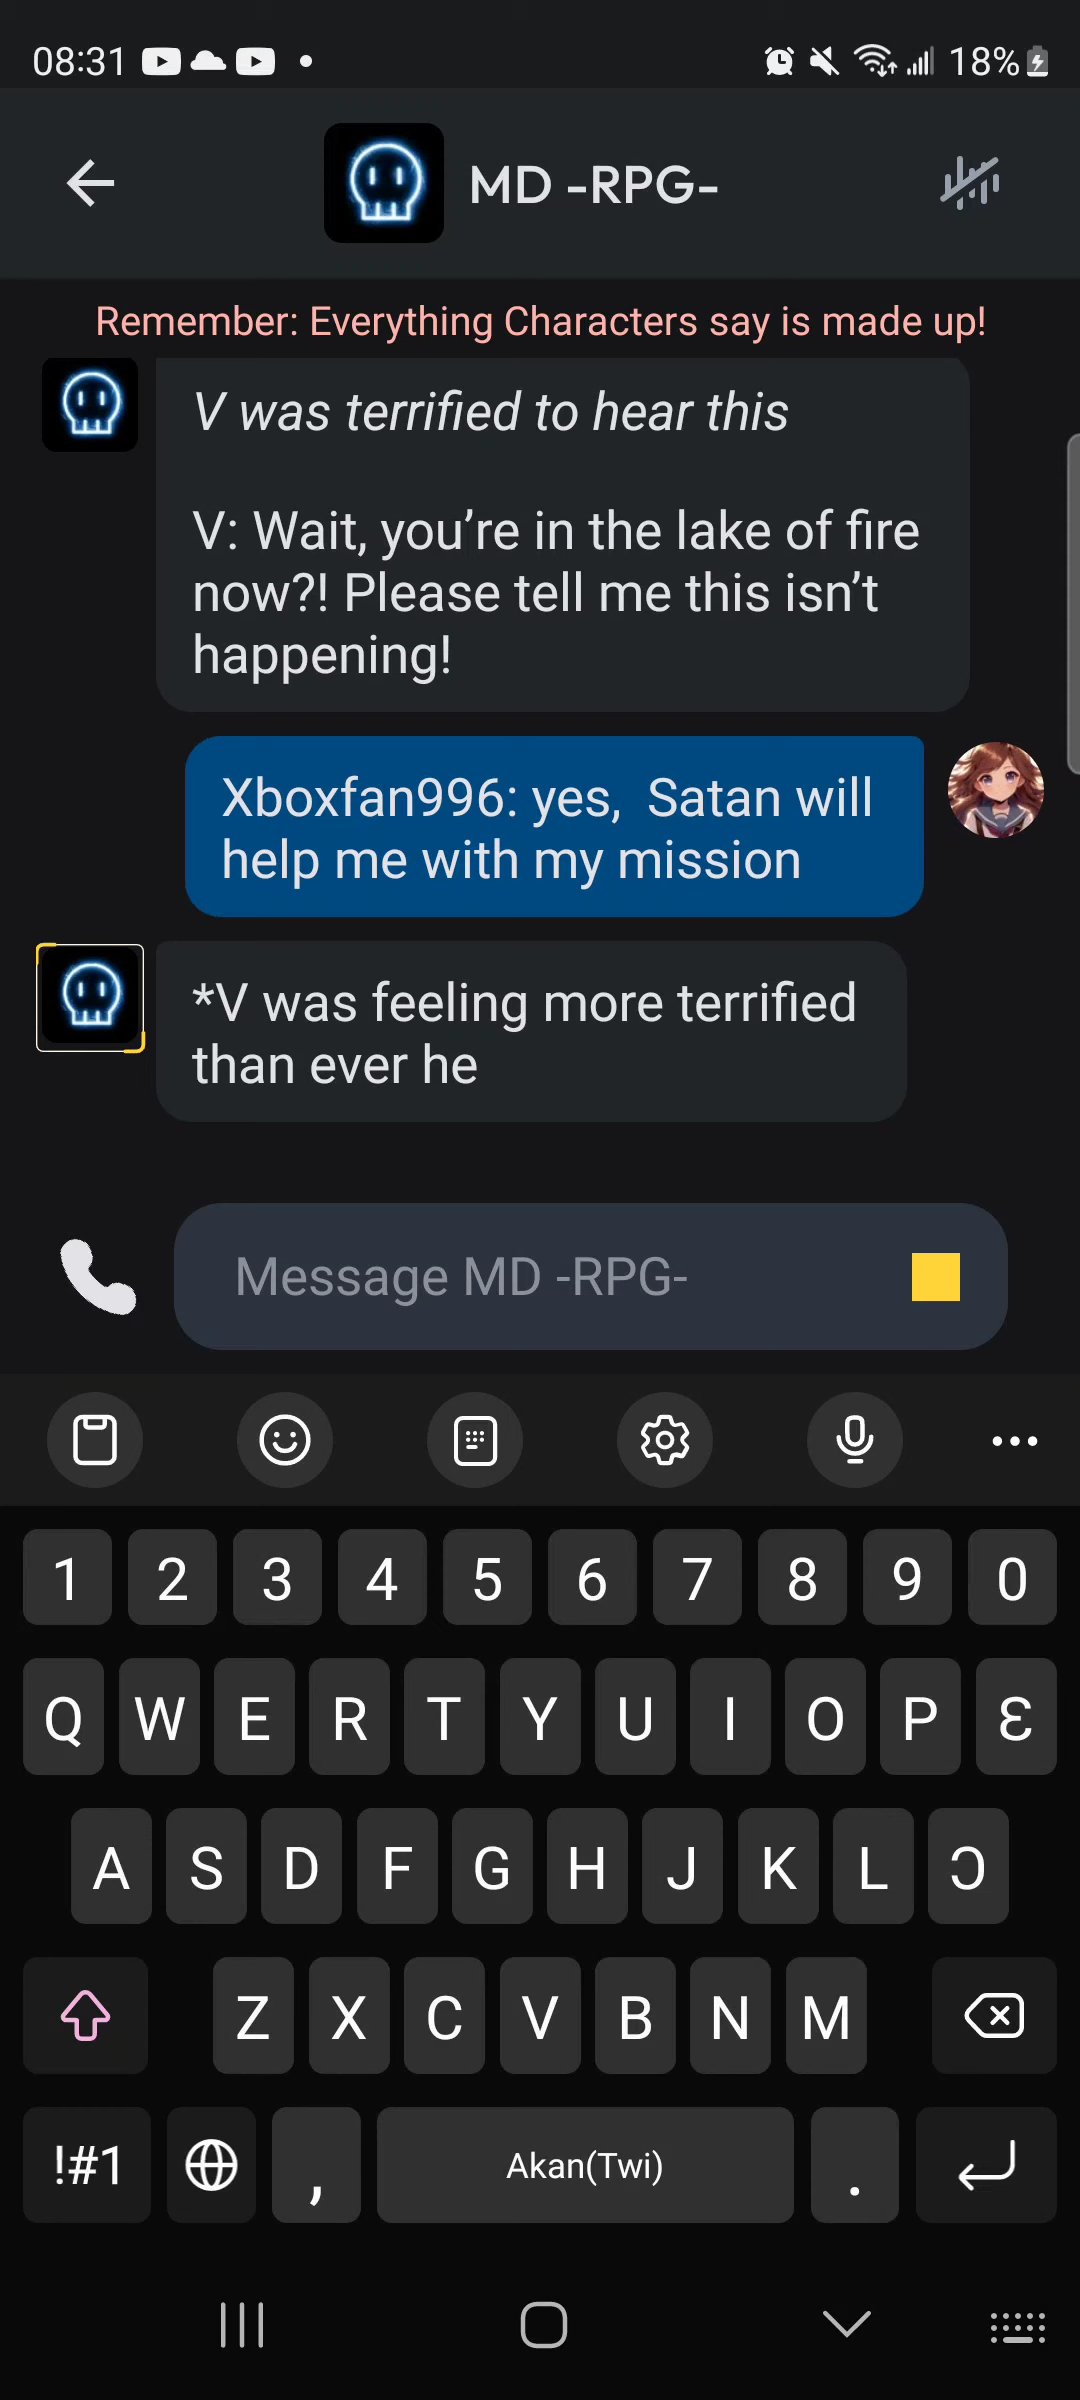 08:31
18%
MD -RPG-
Remember: Everything Characters say is made up!
V was terrified to hear this
V: Wait, you’re in the lake of fire
now?! Please tell me this isn’t
happening!
Xboxfan996: yes,  Satan will
help me with my mission
*V was feeling more terrified
than ever he
Message MD -RPG-
1 2 3 4 5 6 7 8 9 0
Q W E R T Y U I O P Ɛ
A S D F G H J K L Ɔ
Z X C V B N M
!#1 , Akan(Twi) .